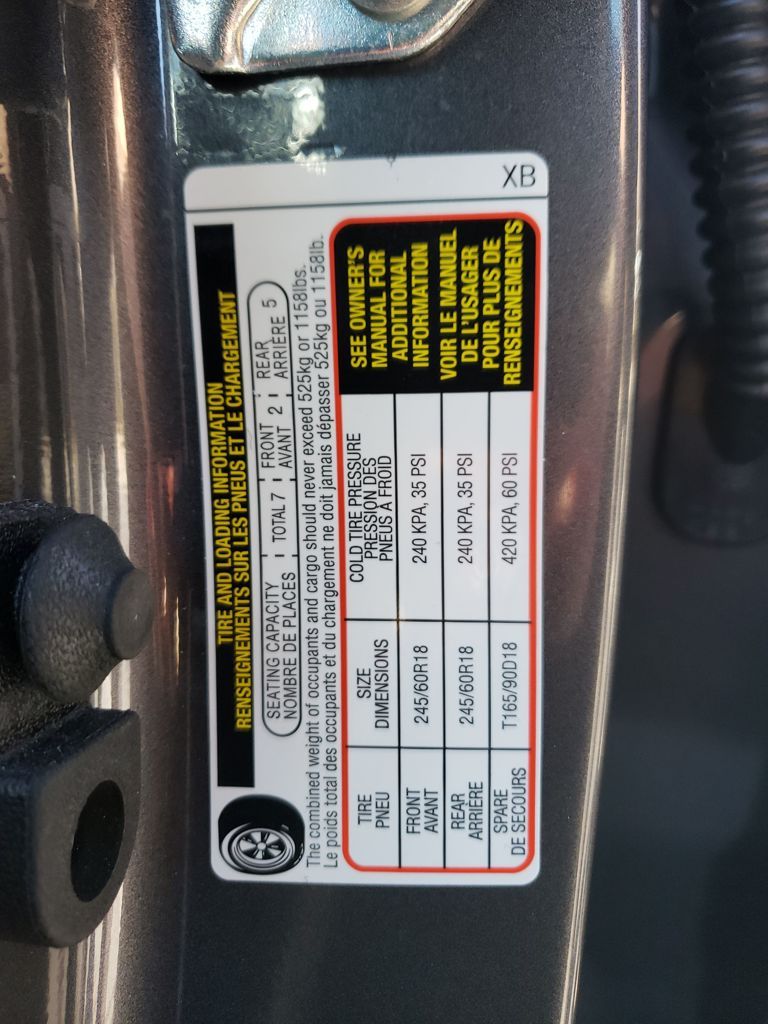 XB
TIRE AND LOADING INFORMATION
RENSEIGNEMENTS SUR LES PNEUS ET LE CHARGEMENT
SEATING CAPACITY TOTAL 7 FRONT 2 REAR 5
NOMBRE DE PLACES AVANT ARRIÈRE
The combined weight of occupants and cargo should never exceed 525kg or 1158lbs.
Le poids total des occupants et du chargement ne doit jamais dépasser 525kg ou 1158lb.
TIRE SIZE COLD TIRE PRESSURE
PNEU DIMENSIONS PRESSION DES
PNEUS À FROID
FRONT 245/60R18 240 KPA, 35 PSI
AVANT
REAR 245/60R18 240 KPA, 35 PSI
ARRIÈRE
SPARE T165/90D18 420 KPA, 60 PSI
DE SECOURS
SEE OWNER'S
MANUAL FOR
ADDITIONAL
INFORMATION
VOIR LE MANUEL
DE L'USAGER
POUR PLUS DE
RENSEIGNEMENTS